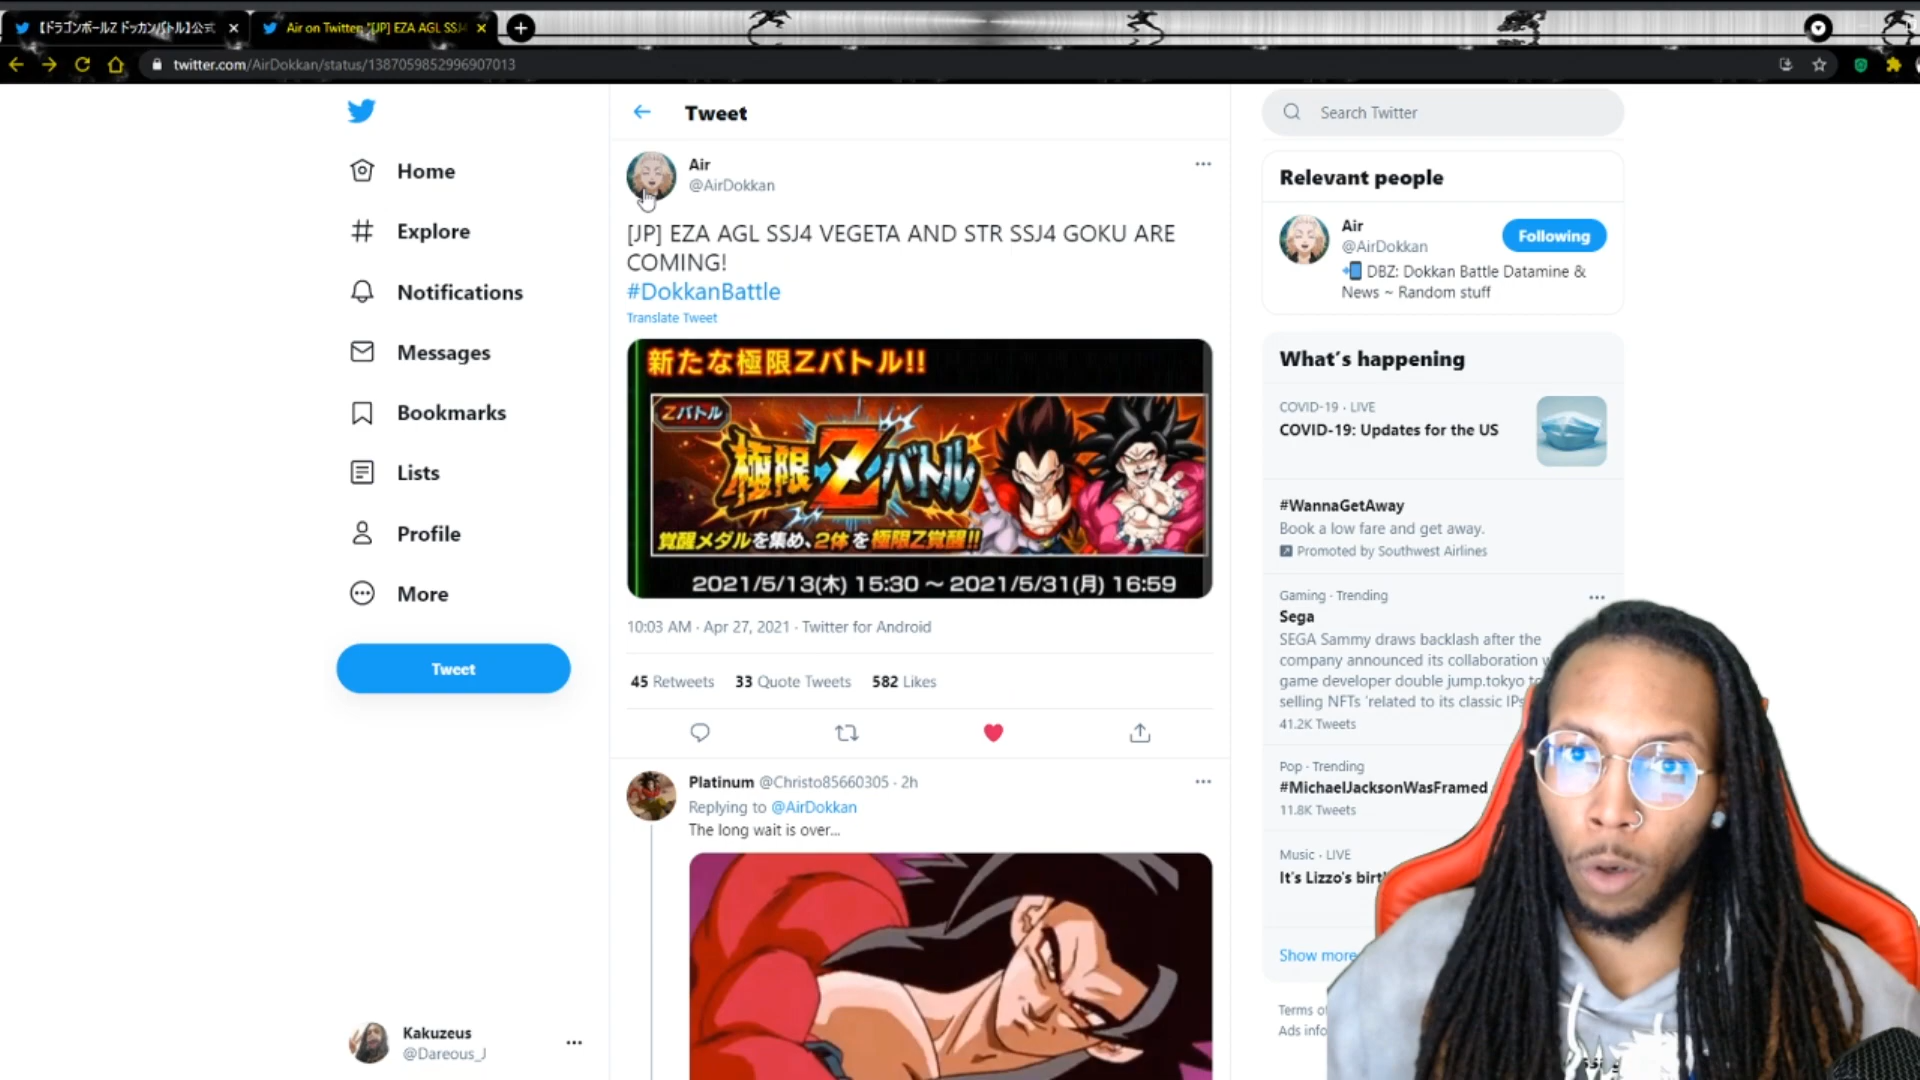 【ドラゴンボールZ ドッカンバトル】公式
Air on Twitter: "[JP] EZA AGL SSJ4
twitter.com/AirDokkan/status/1387059852996907013
Home
Explore
Notifications
Messages
Bookmarks
Lists
Profile
More
Tweet
Kakuzeus
@Dareous_J
Tweet
Air
@AirDokkan
[JP] EZA AGL SSJ4 VEGETA AND STR SSJ4 GOKU ARE
COMING!
#DokkanBattle
Translate Tweet
新たな極限Zバトル!!
Zバトル
極限Zバトル
覚醒メダルを集め、2体を極限Z覚醒!!
2021/5/13(木) 15:30 ~ 2021/5/31(月) 16:59
10:03 AM · Apr 27, 2021 · Twitter for Android
45 Retweets 33 Quote Tweets 582 Likes
Platinum @Christo85660305 · 2h
Replying to @AirDokkan
The long wait is over...
Search Twitter
Relevant people
Air
@AirDokkan
Following
DBZ: Dokkan Battle Datamine &
News ~ Random stuff
What's happening
COVID-19 · LIVE
COVID-19: Updates for the US
#WannaGetAway
Book a low fare and get away.
Promoted by Southwest Airlines
Gaming · Trending
Sega
SEGA Sammy draws backlash after the
company announced its collaboration
game developer double jump.tokyo
selling NFTs 'related to its classic IPs
41.2K Tweets
Pop · Trending
#MichaelJacksonWasFramed
11.8K Tweets
Music · LIVE
It's Lizzo's
Show more
Terms
Ads